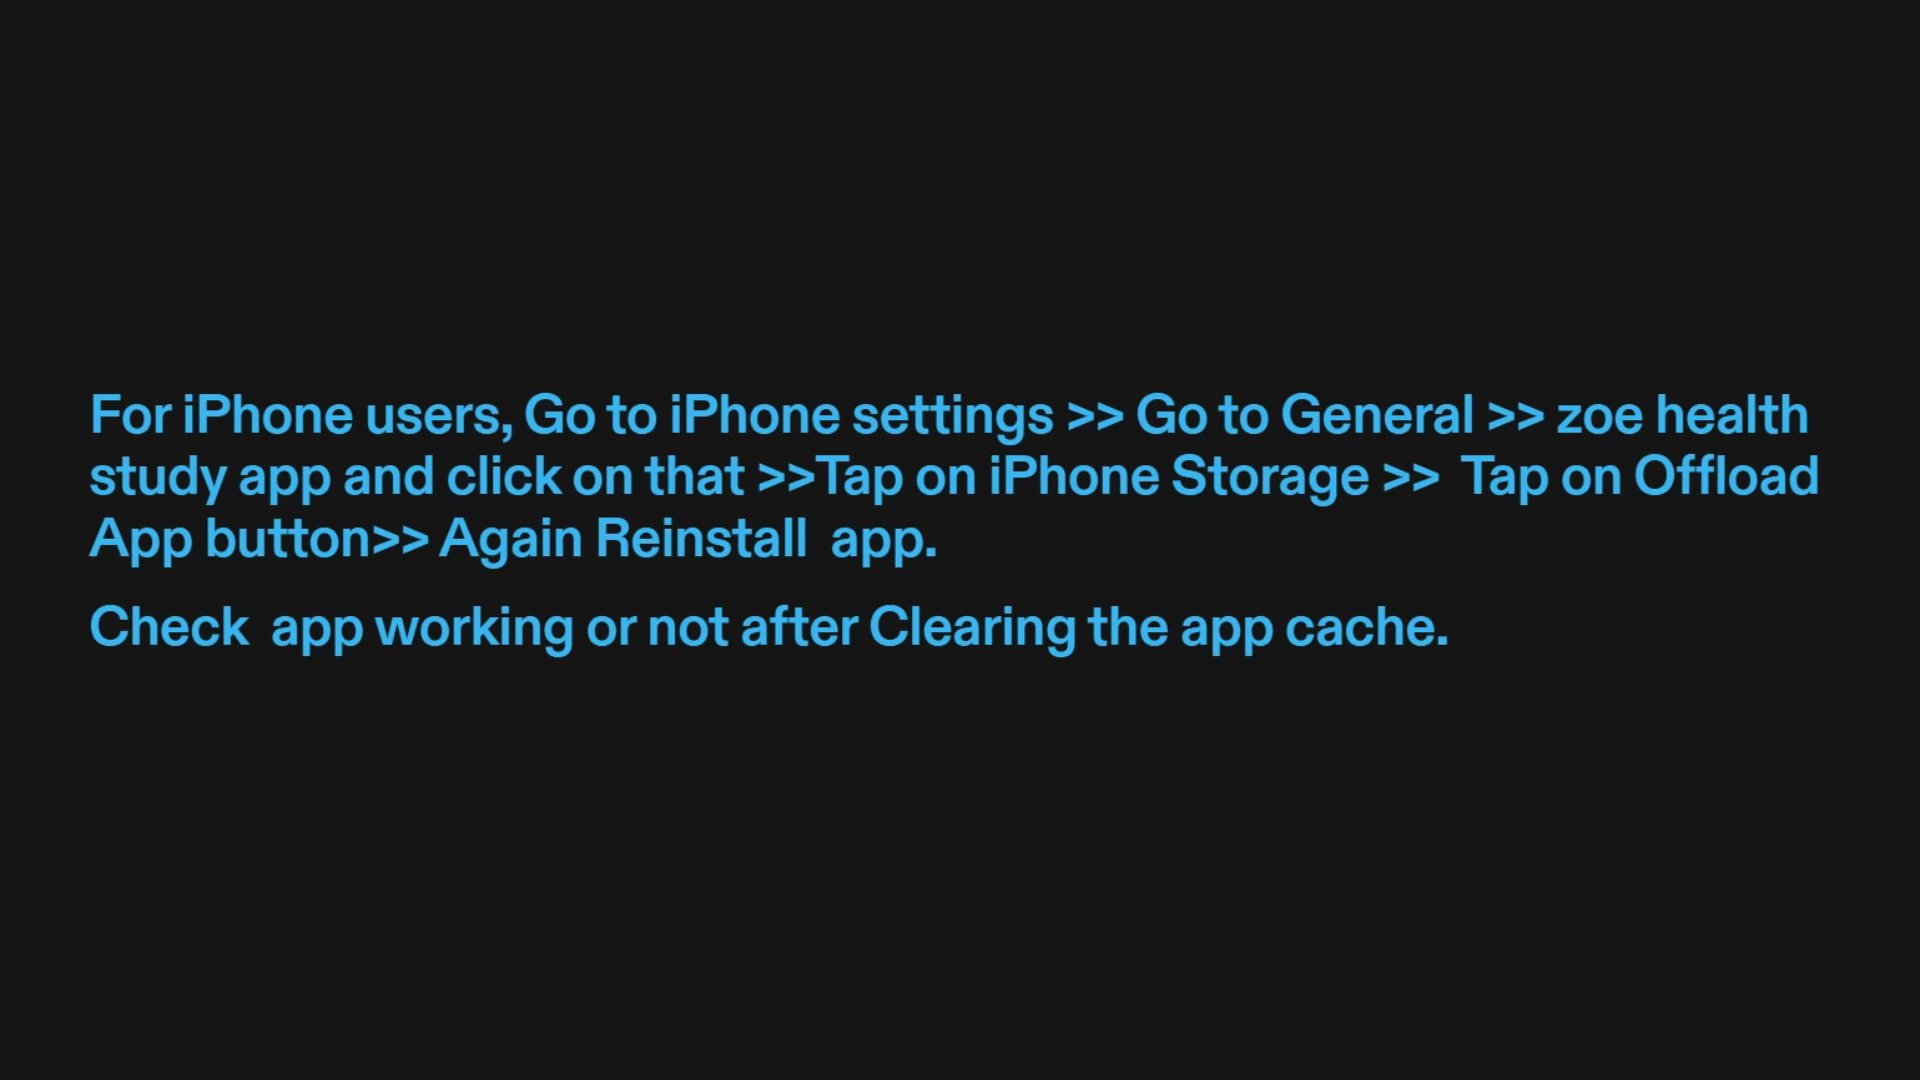 For iPhone users, Go to iPhone settings >> Go to General >> zoe health
study app and click on that >>Tap on iPhone Storage >>  Tap on Offload
App button>> Again Reinstall  app.
Check  app working or not after Clearing the app cache.